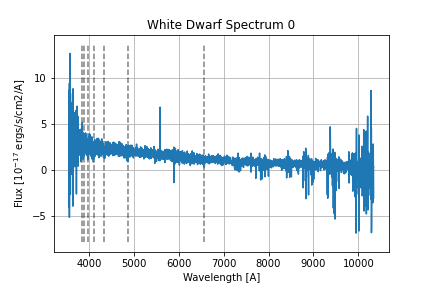 White Dwarf Spectrum 0
10
5
0
−5
Flux [10⁻¹⁷ ergs/s/cm2/A]
4000 5000 6000 7000 8000 9000 10000
Wavelength [A]